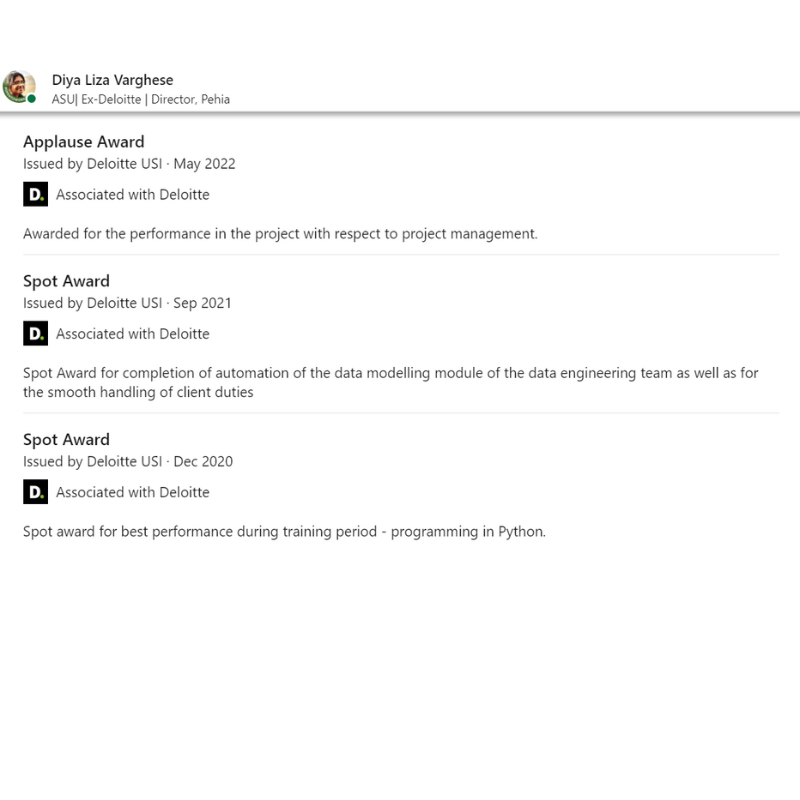 Diya Liza Varghese
ASU| Ex-Deloitte | Director, Pehia
Applause Award
Issued by Deloitte USI · May 2022
D.
Associated with Deloitte
Awarded for the performance in the project with respect to project management.
Spot Award
Issued by Deloitte USI · Sep 2021
D.
Associated with Deloitte
Spot Award for completion of automation of the data modelling module of the data engineering team as well as for
the smooth handling of client duties
Spot Award
Issued by Deloitte USI · Dec 2020
D.
Associated with Deloitte
Spot award for best performance during training period - programming in Python.